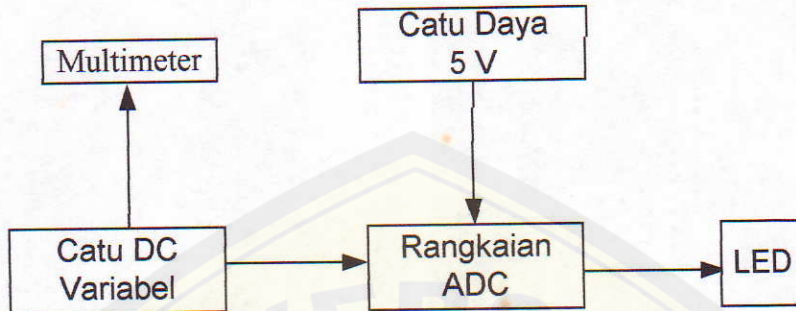 Catu Daya
5 V
Multimeter
Catu DC
Variabel
Rangkaian
ADC
LED